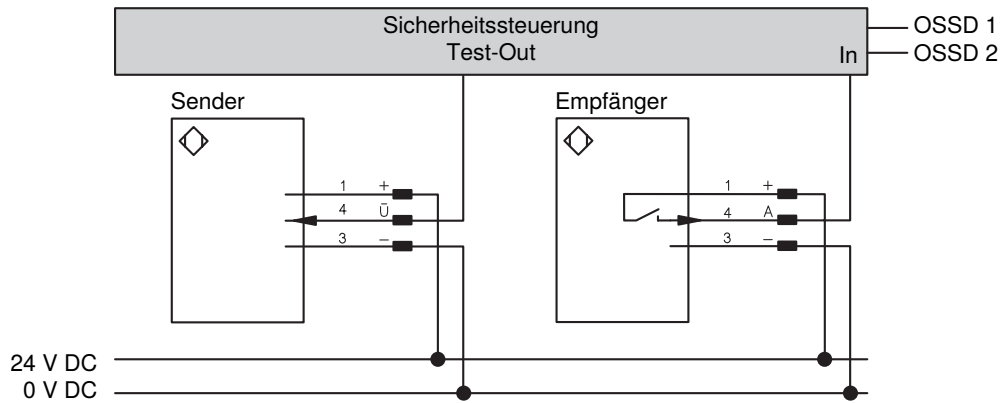 Sicherheitssteuerung
Test-Out
In
OSSD 1
OSSD 2
Sender
Empfänger
1 +
4 Ū
3 −
1 +
4 A
3 −
24 V DC
0 V DC